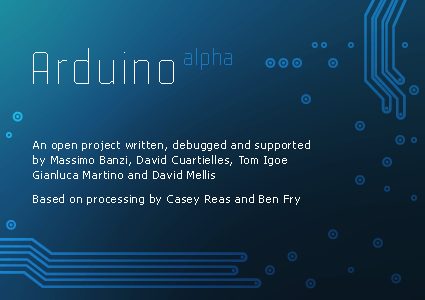 Arduino alpha
An open project written, debugged and supported
by Massimo Banzi, David Cuartielles, Tom Igoe
Gianluca Martino and David Mellis
Based on processing by Casey Reas and Ben Fry